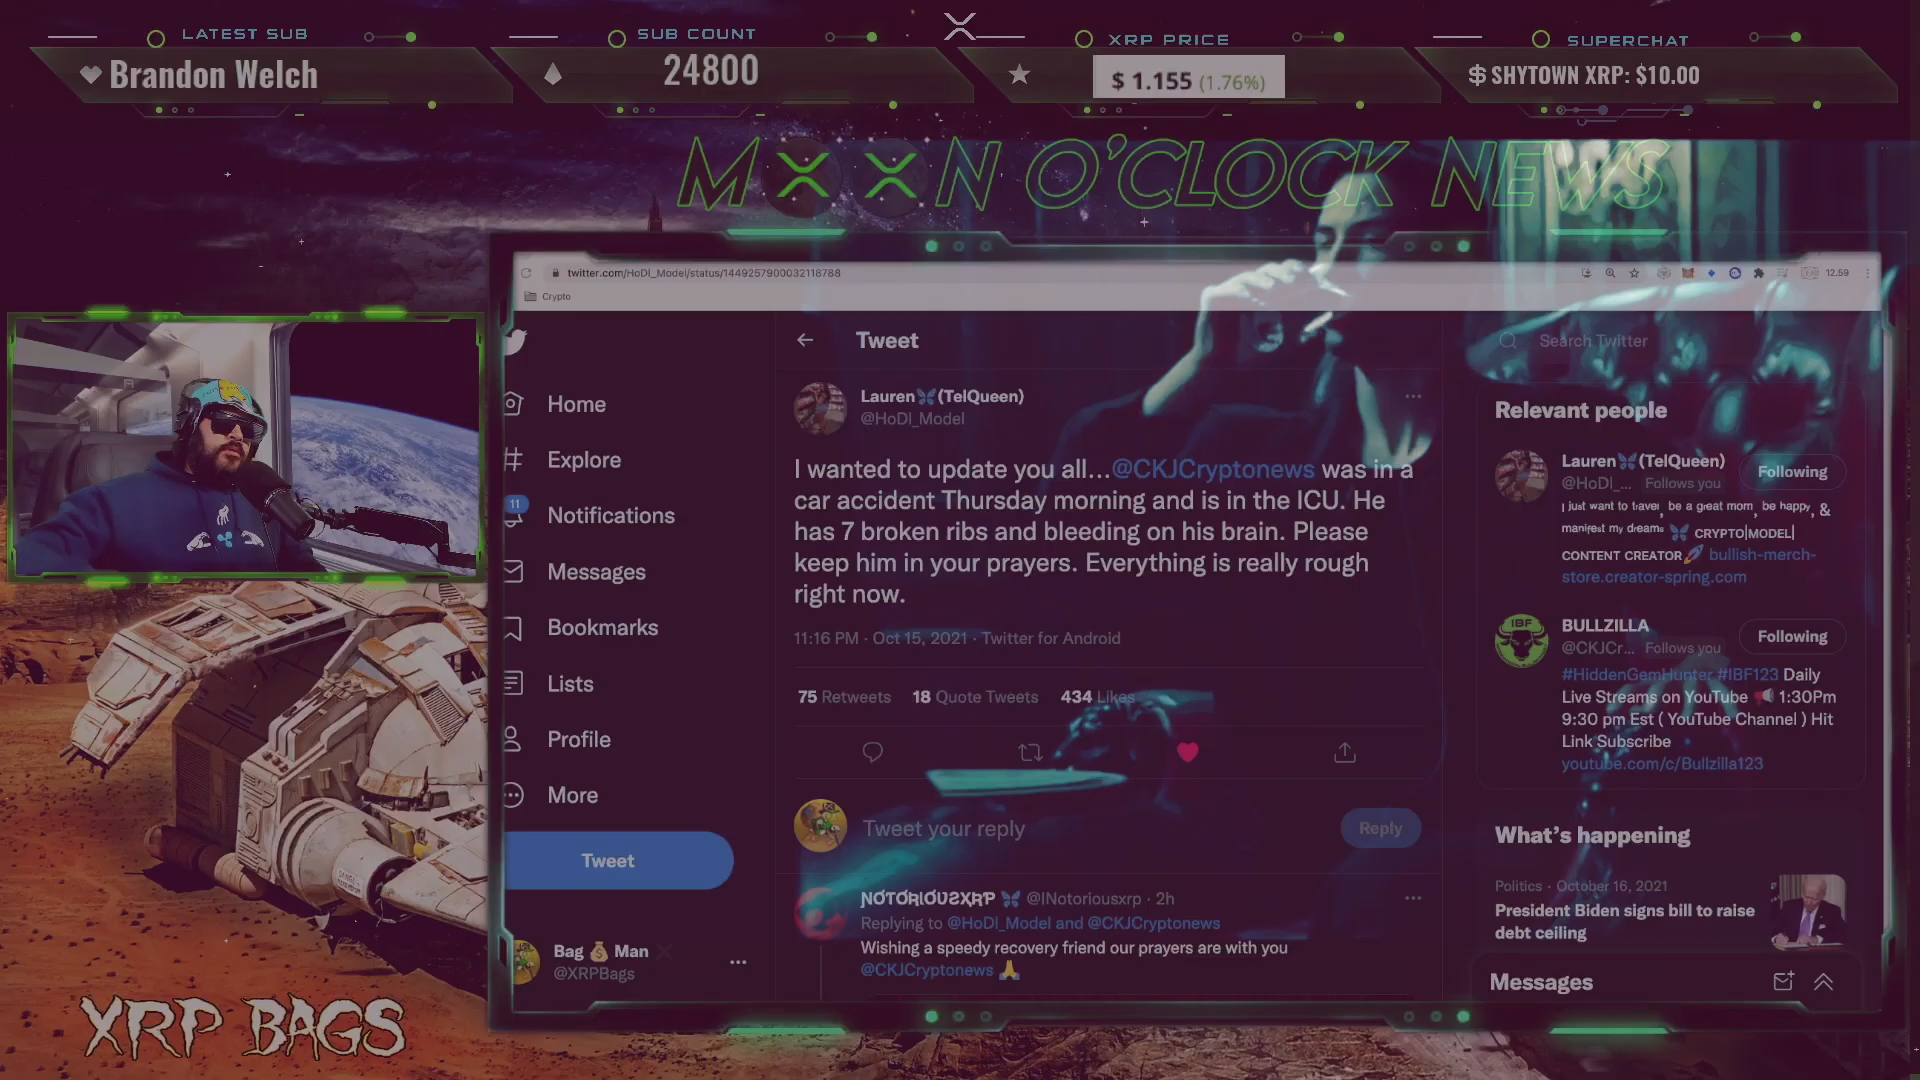 LATEST SUB
Brandon Welch
SUB COUNT
24800
XRP PRICE
$ 1.155 (1.76%)
SUPERCHAT
$ SHYTOWN XRP: $10.00
MOON O'CLOCK NEWS
twitter.com/HoDl_Model/status/1449257900032118788
12.59
Crypto
Home
Explore
11
Notifications
Messages
Bookmarks
Lists
Profile
More
Tweet
Bag 💰 Man
@XRPBags
XRP BAGS
Tweet
Lauren🦋(TelQueen)
@HoDl_Model
I wanted to update you all...@CKJCryptonews was in a
car accident Thursday morning and is in the ICU. He
has 7 broken ribs and bleeding on his brain. Please
keep him in your prayers. Everything is really rough
right now.
11:16 PM · Oct 15, 2021 · Twitter for Android
75 Retweets 18 Quote Tweets 434 Likes
Tweet your reply
Reply
NOTORIOUSXRP 🦋 @INotoriousxrp · 2h
Replying to @HoDl_Model and @CKJCryptonews
Wishing a speedy recovery friend our prayers are with you
@CKJCryptonews 🙏
Search Twitter
Relevant people
Lauren🦋(TelQueen)
@HoDl_... Follows you
Following
I just want to travel, be a great mom, be happy, &
manifest my dreams 🦋 CRYPTO|MODEL|
CONTENT CREATOR🚀 bullish-merch-
store.creator-spring.com
IBF
BULLZILLA
@CKJCr... Follows you
Following
#HiddenGemHunter #IBF123 Daily
Live Streams on YouTube 📢 1:30Pm
9:30 pm Est ( YouTube Channel ) Hit
Link Subscribe
youtube.com/c/Bullzilla123
What's happening
Politics · October 16, 2021
President Biden signs bill to raise
debt ceiling
Messages